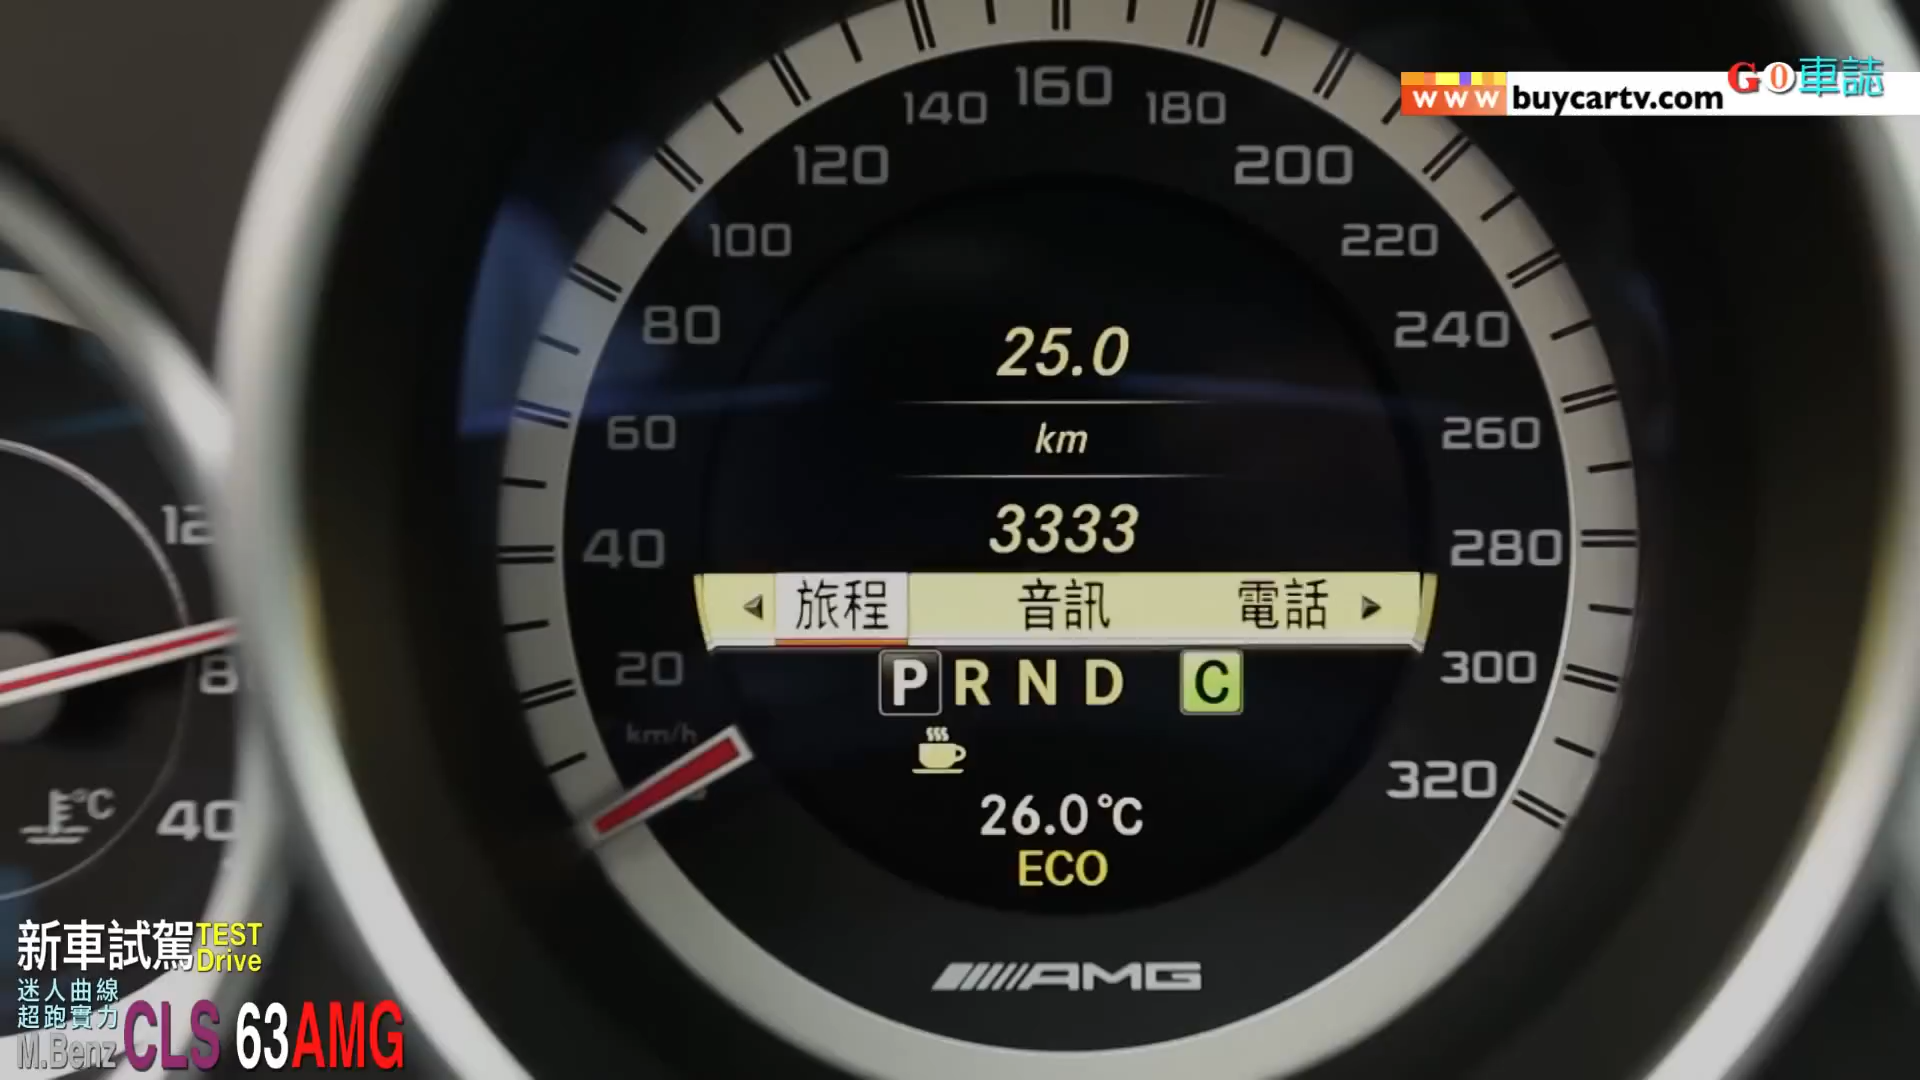 www buycartv.com GO車誌
160
140 180
120 200
100 220
80 240
60 260
40 280
20 300
km/h
320
25.0
km
3333
旅程 音訊 電話
P R N D C
26.0°C
ECO
AMG
80
°C
40
新車試駕 TEST Drive
迷人曲線
超跑實力
M.Benz CLS 63AMG